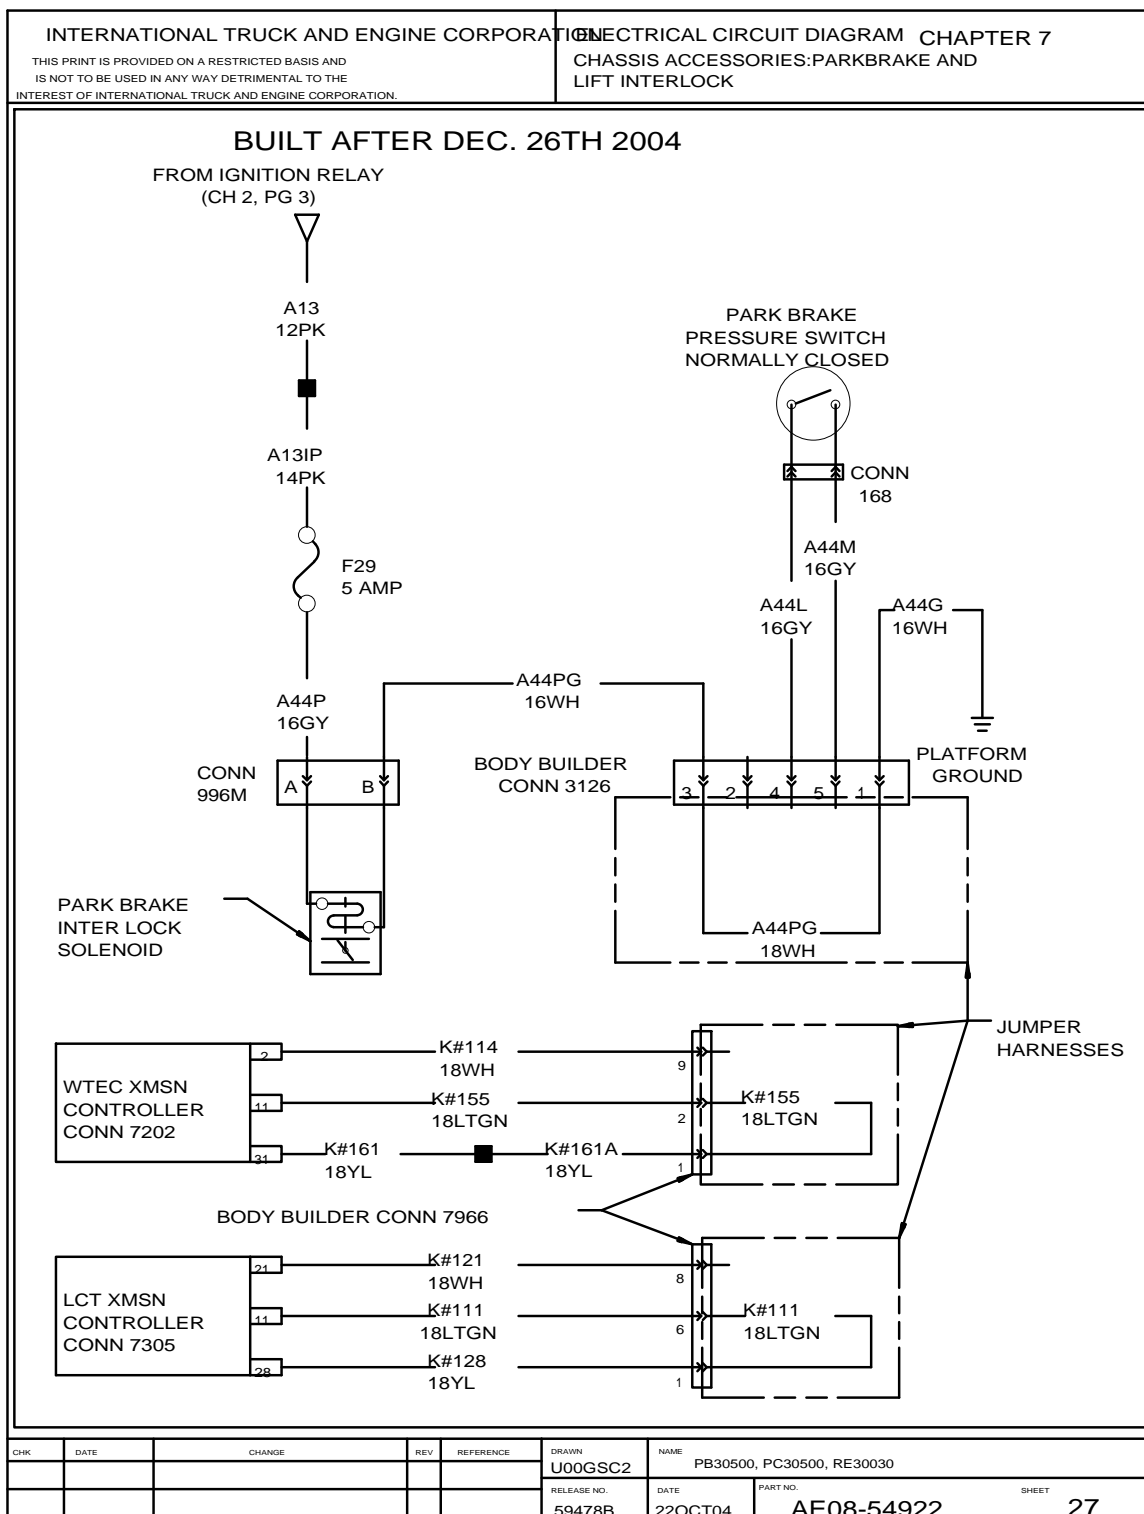 INTERNATIONAL TRUCK AND ENGINE CORPORATION
THIS PRINT IS PROVIDED ON A RESTRICTED BASIS AND
IS NOT TO BE USED IN ANY WAY DETRIMENTAL TO THE
INTEREST OF INTERNATIONAL TRUCK AND ENGINE CORPORATION.
ELECTRICAL CIRCUIT DIAGRAM CHAPTER 7
CHASSIS ACCESSORIES:PARKBRAKE AND
LIFT INTERLOCK
BUILT AFTER DEC. 26TH 2004
FROM IGNITION RELAY
(CH 2, PG 3)
A13
12PK
A13IP
14PK
F29
5 AMP
A44P
16GY
CONN
996M
A
B
PARK BRAKE
INTER LOCK
SOLENOID
PARK BRAKE
PRESSURE SWITCH
NORMALLY CLOSED
CONN
168
A44M
16GY
A44L
16GY
A44G
16WH
A44PG
16WH
BODY BUILDER
CONN 3126
3 2 4 5 1
PLATFORM
GROUND
A44PG
18WH
JUMPER
HARNESSES
WTEC XMSN
CONTROLLER
CONN 7202
2
K#114
18WH
9
11
K#155
18LTGN
2
K#155
18LTGN
31
K#161
18YL
K#161A
18YL
1
BODY BUILDER CONN 7966
LCT XMSN
CONTROLLER
CONN 7305
21
K#121
18WH
8
11
K#111
18LTGN
6
K#111
18LTGN
28
K#128
18YL
1
CHK DATE CHANGE REV REFERENCE
DRAWN
U00GSC2
NAME
PB30500, PC30500, RE30030
RELEASE NO.
59478B
DATE
22OCT04
PART NO.
AE08-54922
SHEET
27